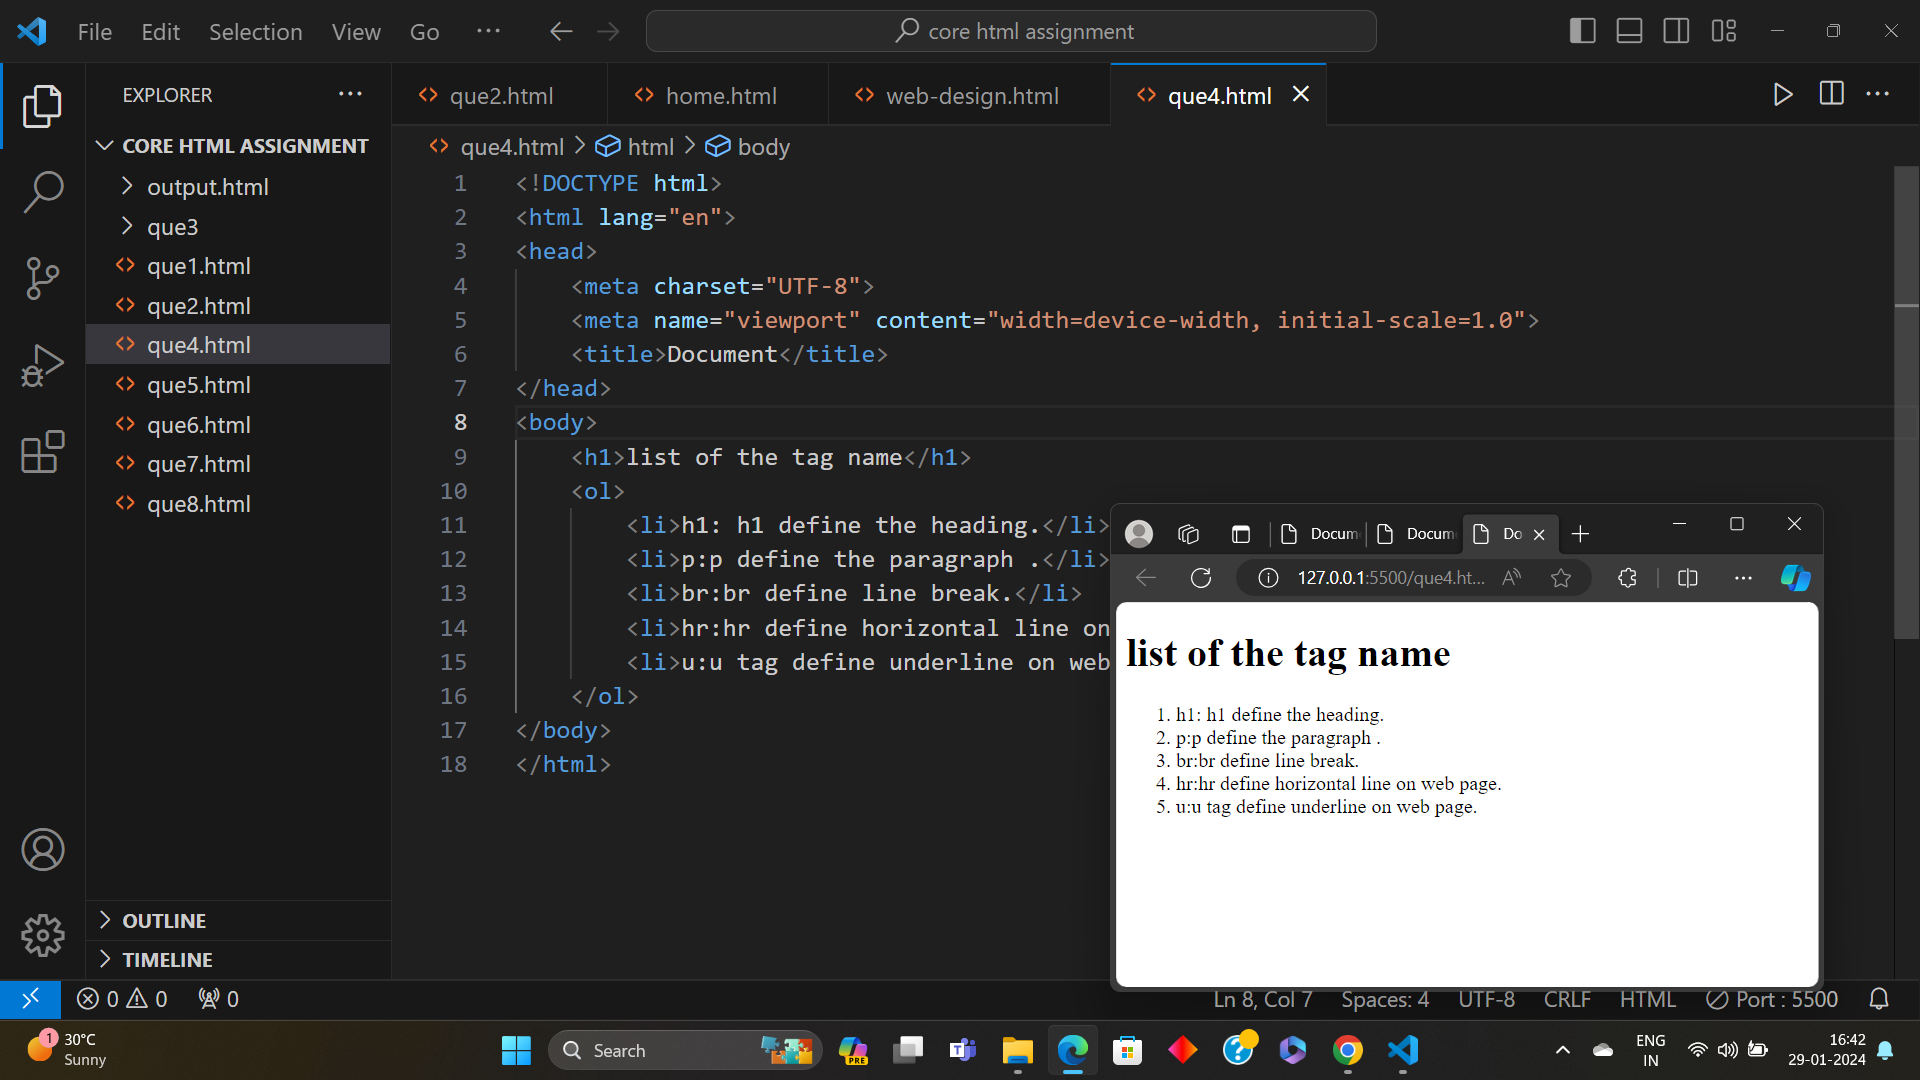 File Edit Selection View Go ··· core html assignment
EXPLORER ···
CORE HTML ASSIGNMENT
output.html
que3
que1.html
que2.html
que4.html
que5.html
que6.html
que7.html
que8.html
OUTLINE
TIMELINE
que2.html home.html web-design.html que4.html
que4.html > html > body
1 <!DOCTYPE html>
2 <html lang="en">
3 <head>
4 <meta charset="UTF-8">
5 <meta name="viewport" content="width=device-width, initial-scale=1.0">
6 <title>Document</title>
7 </head>
8 <body>
9 <h1>list of the tag name</h1>
10 <ol>
11 <li>h1: h1 define the heading.</li>
12 <li>p:p define the paragraph .</li>
13 <li>br:br define line break.</li>
14 <li>hr:hr define horizontal line on
15 <li>u:u tag define underline on web
16 </ol>
17 </body>
18 </html>
Docum Docum Do
127.0.0.1:5500/que4.ht...
list of the tag name
1. h1: h1 define the heading.
2. p:p define the paragraph .
3. br:br define line break.
4. hr:hr define horizontal line on web page.
5. u:u tag define underline on web page.
0 0 0 Ln 8, Col 7 Spaces: 4 UTF-8 CRLF HTML Port : 5500
1 30°C
Sunny
Search
PRE
ENG
IN
16:42
29-01-2024